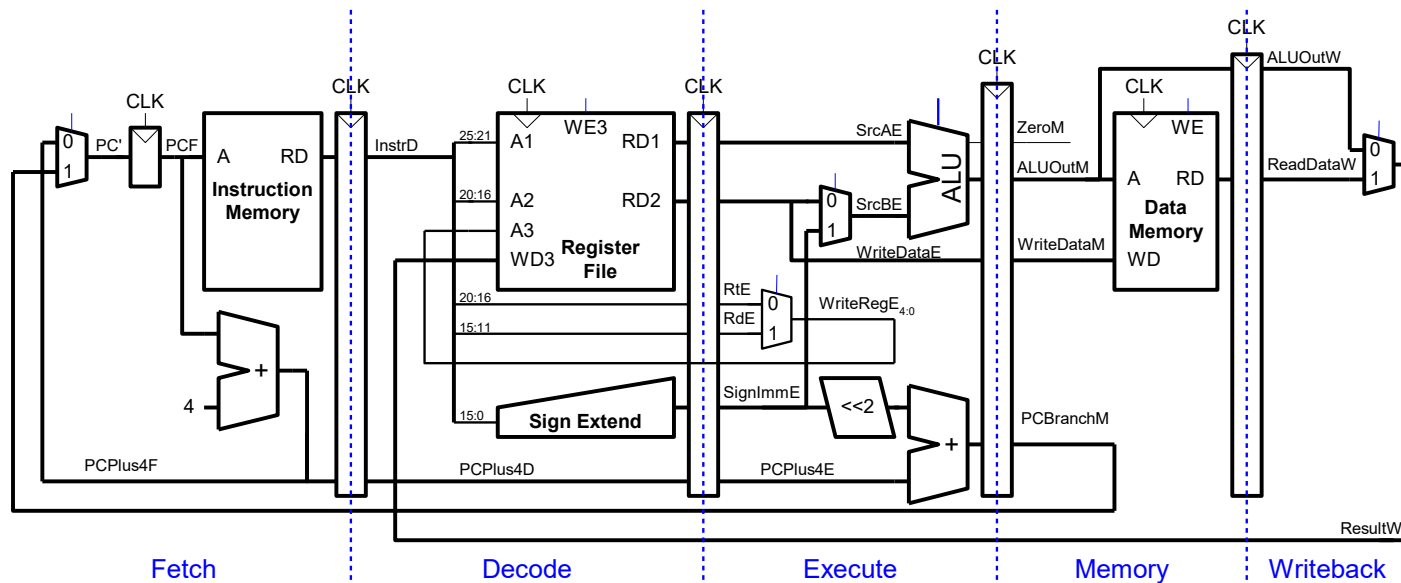 CLK
CLK
CLK
CLK
CLK
CLK
CLK
0
1
PC'
PCF
A
RD
Instruction
Memory
InstrD
25:21
20:16
A1
A2
A3
WD3
WE3
RD1
RD2
Register
File
SrcAE
0
1
SrcBE
ALU
ZeroM
ALUOutM
WriteDataE
WriteDataM
WE
A
RD
Data
Memory
WD
ALUOutW
ReadDataW
0
1
20:16
15:11
RtE
RdE
0
1
WriteRegE4:0
4
+
15:0
Sign Extend
SignImmE
<<2
+
PCBranchM
PCPlus4F
PCPlus4D
PCPlus4E
ResultW
Fetch
Decode
Execute
Memory
Writeback